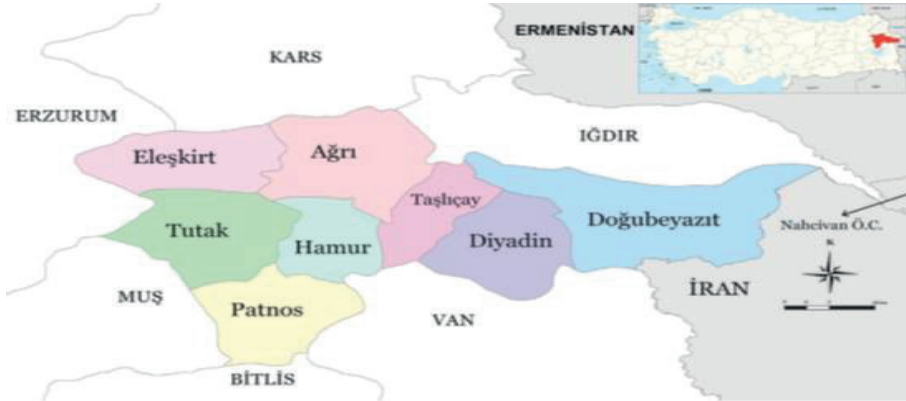 ERMENİSTAN
KARS
ERZURUM
IĞDIR
Eleşkirt
Ağrı
Taşlıçay
Doğubeyazıt
Nahcivan Ö.C.
Tutak
Hamur
Diyadin
İRAN
MUŞ
Patnos
VAN
BİTLİS